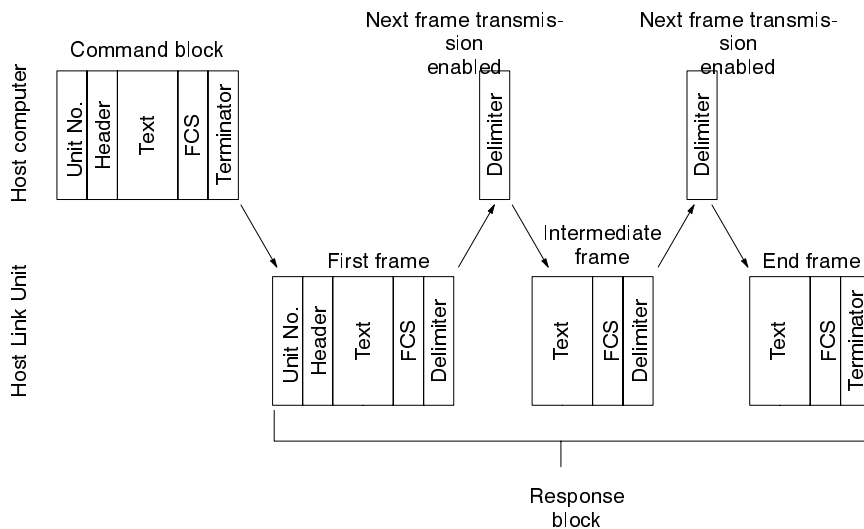 Next frame transmis-
sion
enabled
Next frame transmis-
sion
enabled
Command block
Host computer
Unit No.
Header
Text
FCS
Terminator
Delimiter
Delimiter
Host Link Unit
First frame
Unit No.
Header
Text
FCS
Delimiter
Intermediate
frame
Text
FCS
Delimiter
End frame
Text
FCS
Terminator
Response
block